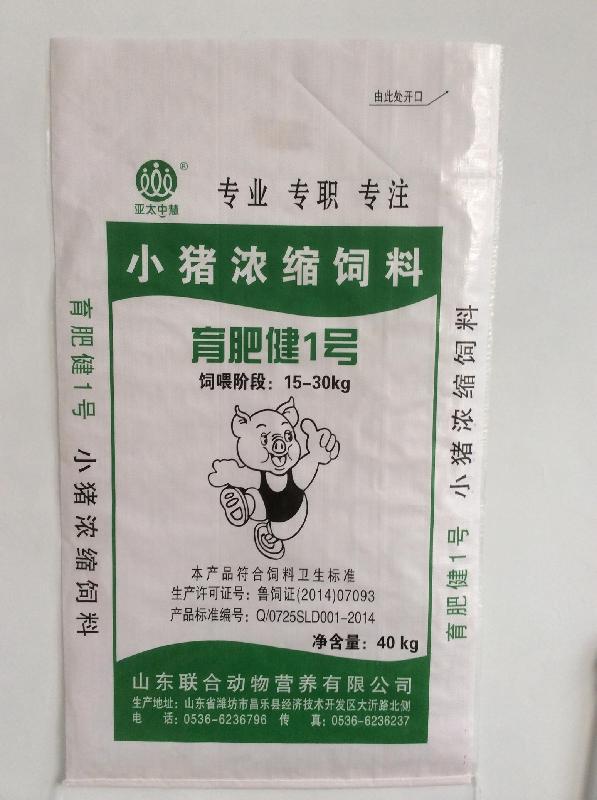 由此处开口
®
亚太中慧
专业 专职 专注
小猪浓缩饲料
育肥健1号
饲喂阶段：15-30kg
本产品符合饲料卫生标准
生产许可证号：鲁饲证(2014)07093
产品标准编号：Q/0725SLD001-2014
净含量：40 kg
山东联合动物营养有限公司
生产地址：山东省潍坊市昌乐县经济技术开发区大沂路北侧
电 话：0536-6236796 传 真：0536-6236237
育肥健1号 小猪浓缩饲料
育肥健1号 小猪浓缩饲料